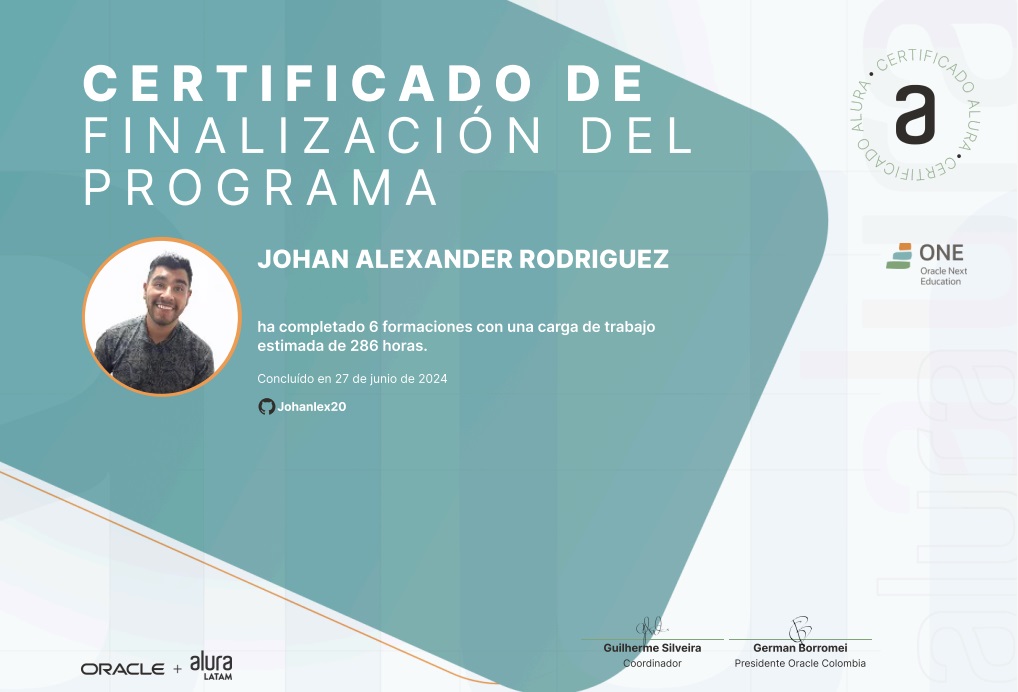 CERTIFICADO DE
FINALIZACIÓN DEL
PROGRAMA
a
CERTIFICADO ALURA • CERTIFICADO ALURA •
ONE
Oracle Next
Education
JOHAN ALEXANDER RODRIGUEZ
ha completado 6 formaciones con una carga de trabajo
estimada de 286 horas.
Concluído en 27 de junio de 2024
Johanlex20
alura
Guilherme Silveira
Coordinador
German Borromei
Presidente Oracle Colombia
ORACLE + alura
LATAM